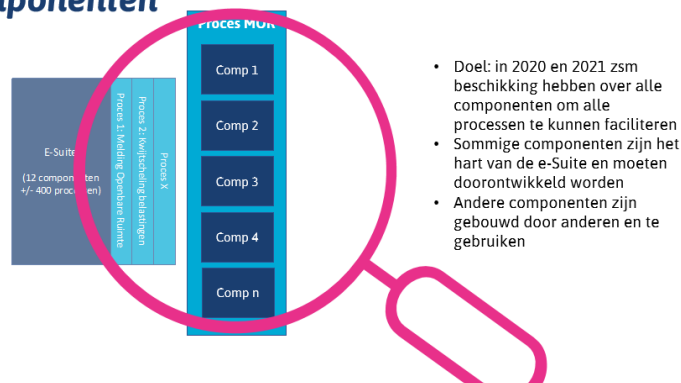 Proces MOR
Comp 1
Comp 2
Comp 3
Comp 4
Comp n
E-Suite
(12 componenten
+/- 400 processen)
Proces 1: Melding Openbare Ruimte
Proces 2: Kwijtscheling belastingen
Proces X
• Doel: in 2020 en 2021 zsm
beschikking hebben over alle
componenten om alle
processen te kunnen faciliteren
• Sommige componenten zijn het
hart van de e-Suite en moeten
doorontwikkeld worden
• Andere componenten zijn
gebouwd door anderen en te
gebruiken